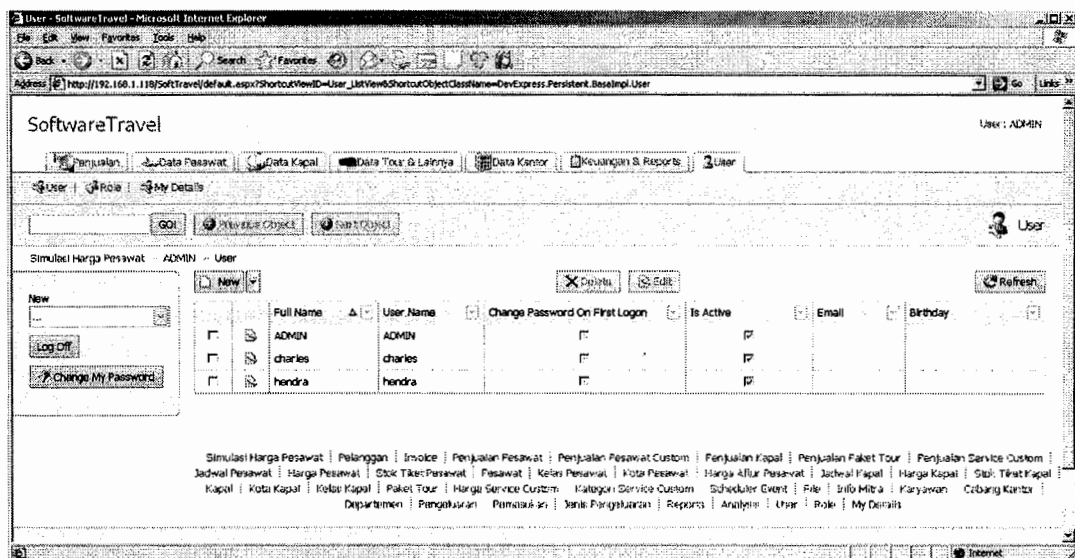 User - SoftwareTravel - Microsoft Internet Explorer
File Edit View Favorites Tools Help
Back Search Favorites
Address http://192.168.1.118/SoftTravel/default.aspx?ShortcutViewID=User_ListView&ShortcutObjectClassName=DevExpress.Persistent.BaseImpl.User Go Links »
SoftwareTravel User : ADMIN
Penjualan Data Pesawat Data Kapal Data Tour & Lainnya Data Kantor Keuangan & Reports User
User | Role | My Details
GO! Previous Object Next Object User
Simulasi Harga Pesawat - ADMIN - User
New Delete Edit Refresh
New
...
Log Off
Change My Password
Full Name User Name Change Password On First Logon Is Active Email Birthday
ADMIN ADMIN
charles charles
hendra hendra
Simulasi Harga Pesawat | Pelanggan | Invoice | Penjualan Pesawat | Penjualan Pesawat Custom | Penjualan Kapal | Penjualan Paket Tour | Penjualan Service Custom |
Jadwal Pesawat | Harga Pesawat | Stok Tiket Pesawat | Pesawat | Kelas Pesawat | Kota Pesawat | Harga Pesawat | Jadwal Kapal | Harga Kapal | Stok Tiket Kapal |
Kapal | Kota Kapal | Kelas Kapal | Paket Tour | Harga Service Custom | Kategori Service Custom | Scheduler Event | File | Info Mitra | Karyawan | Cabang Kantor |
Departemen | Pengeluaran | Pemasukan | Jenis Pengeluaran | Reports | Analysis | User | Role | My Details
Internet